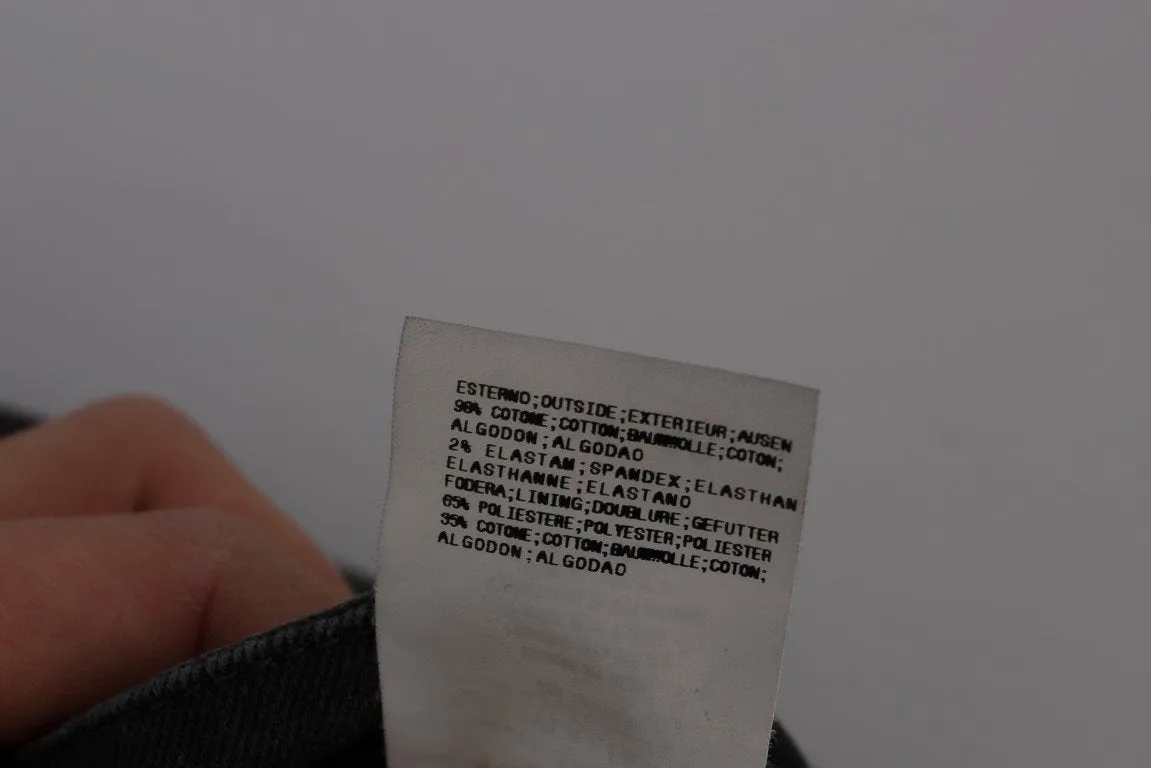 ESTERNO;OUTSIDE;EXTERIEUR;AUSEN
98% COTONE;COTTON;BAUMWOLLE;COTON;
ALGODON;ALGODAO
2% ELASTAM;SPANDEX;ELASTHAN
ELASTHANNE;ELASTANO
FODERA;LINING;DOUBLURE;GEFUTTER
65% POLIESTERE;POLYESTER;POLIESTER
35% COTONE;COTTON;BAUMWOLLE;COTON;
ALGODON;ALGODAO